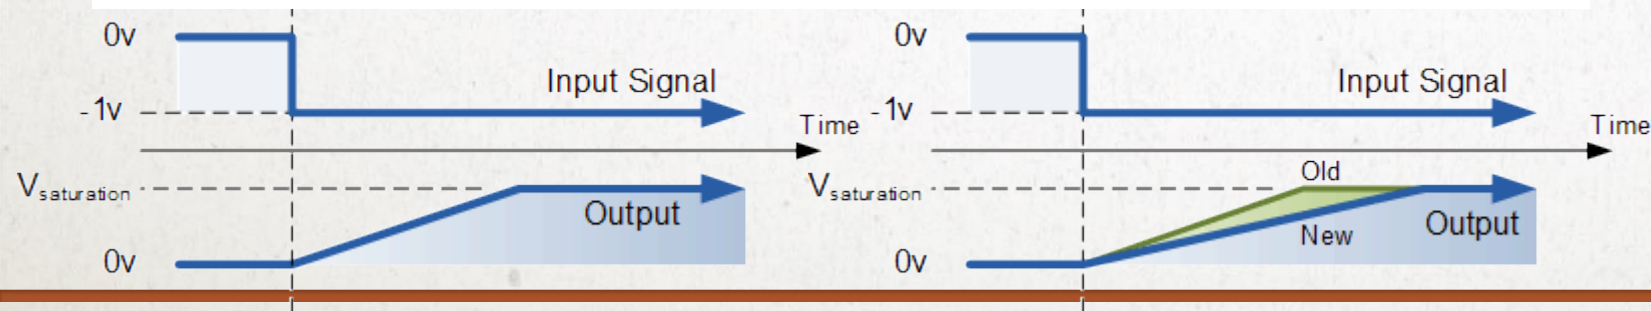 0v
Input Signal
-1v
Time
Vsaturation
Output
0v
0v
Input Signal
-1v
Time
Old
Vsaturation
Output
New
0v